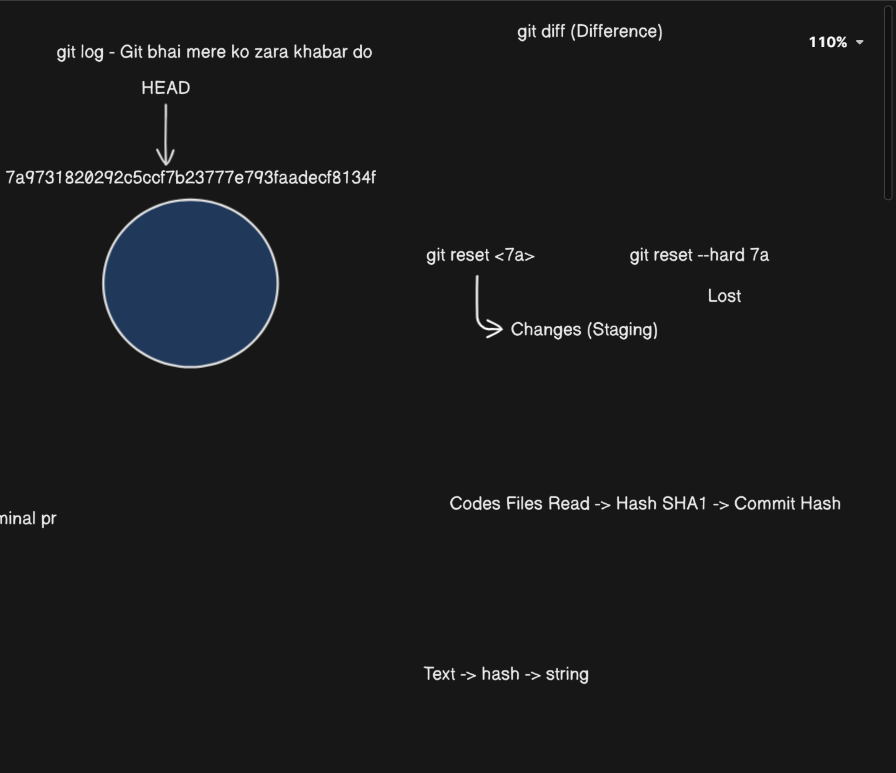 git diff (Difference)
110%
git log - Git bhai mere ko zara khabar do
HEAD
7a9731820292c5ccf7b23777e793faadecf8134f
git reset <7a>
git reset --hard 7a
Lost
Changes (Staging)
Codes Files Read -> Hash SHA1 -> Commit Hash
minal pr
Text -> hash -> string